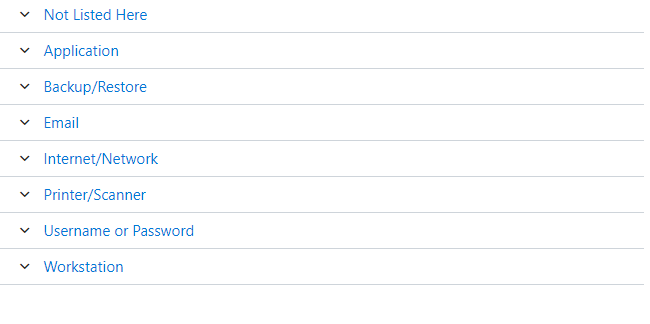 Not Listed Here
Application
Backup/Restore
Email
Internet/Network
Printer/Scanner
Username or Password
Workstation